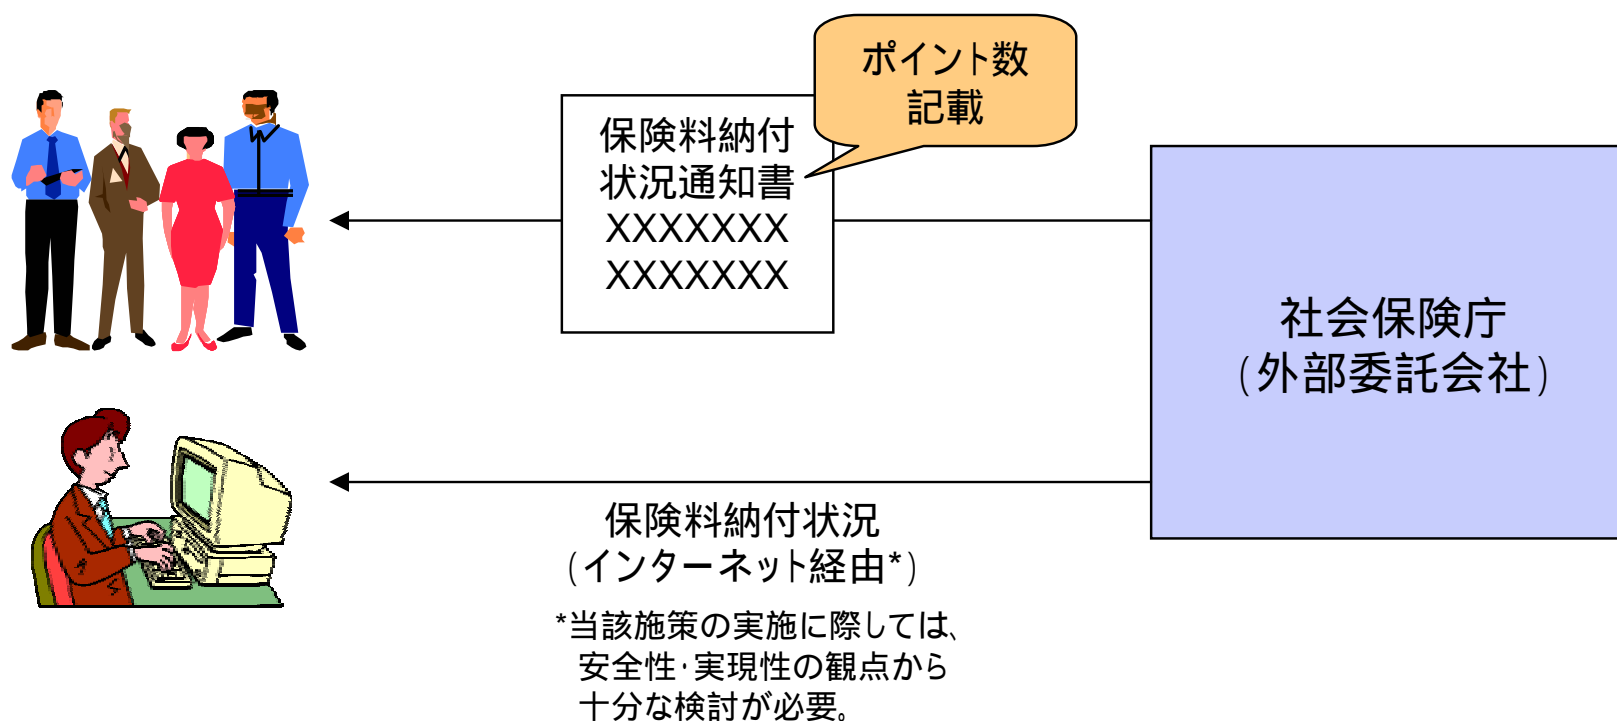 ポイント数
記載
保険料納付
状況通知書
XXXXXXX
XXXXXXX
社会保険庁
(外部委託会社)
保険料納付状況
(インターネット経由*)
*当該施策の実施に際しては、
安全性・実現性の観点から
十分な検討が必要。